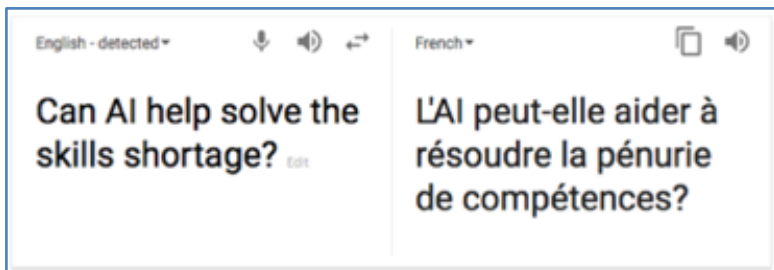 English - detected
French
Can AI help solve the
skills shortage? Edit
L'AI peut-elle aider à
résoudre la pénurie
de compétences?